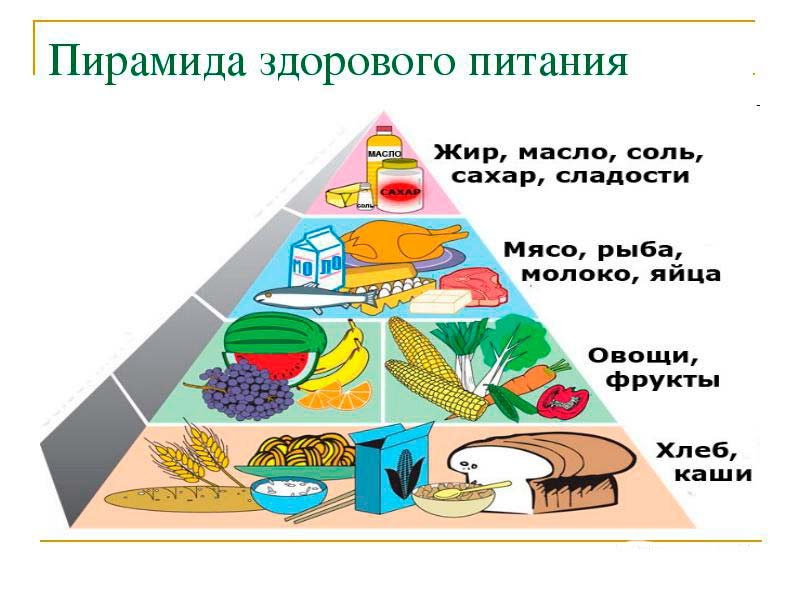 Пирамида здорового питания
МАСЛО
СОЛЬ
САХАР
Жир, масло, соль,
сахар, сладости
МОЛО
Мясо, рыба,
молоко, яйца
Овощи,
фрукты
Хлеб,
каши